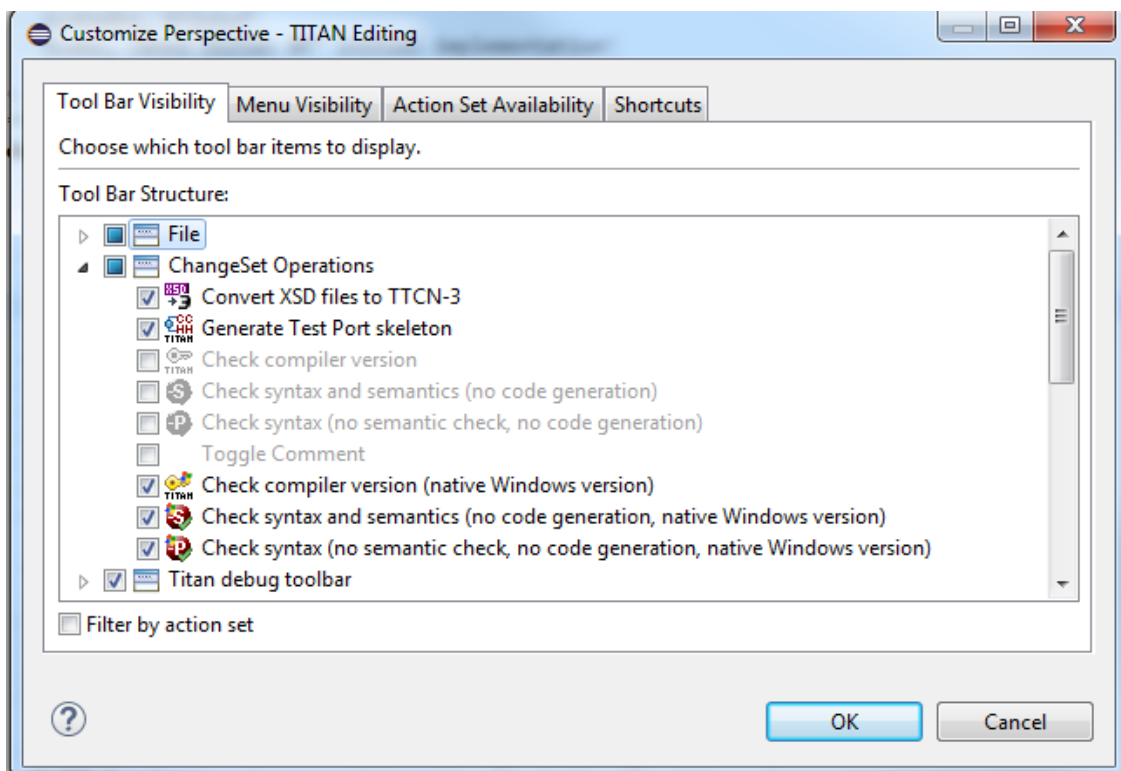 Customize Perspective - TITAN Editing
Tool Bar Visibility Menu Visibility Action Set Availability Shortcuts
Choose which tool bar items to display.
Tool Bar Structure:
File
ChangeSet Operations
Convert XSD files to TTCN-3
Generate Test Port skeleton
Check compiler version
Check syntax and semantics (no code generation)
Check syntax (no semantic check, no code generation)
Toggle Comment
Check compiler version (native Windows version)
Check syntax and semantics (no code generation, native Windows version)
Check syntax (no semantic check, no code generation, native Windows version)
Titan debug toolbar
Filter by action set
OK Cancel